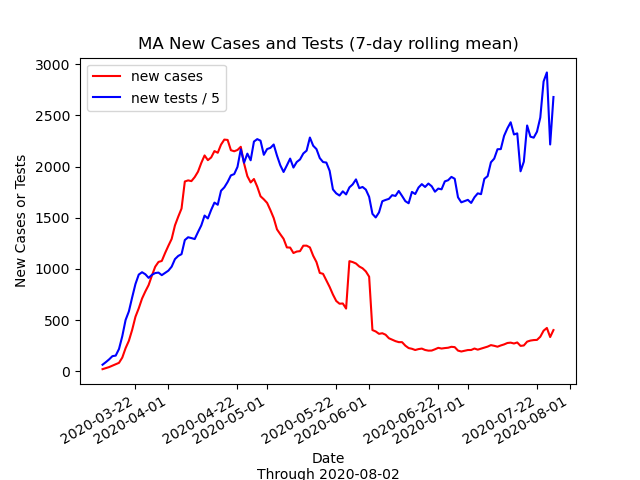 MA New Cases and Tests (7-day rolling mean)
new cases
new tests / 5
New Cases or Tests
3000
2500
2000
1500
1000
500
0
2020-03-22
2020-04-01
2020-04-22
2020-05-01
2020-05-22
2020-06-01
2020-06-22
2020-07-01
2020-07-22
2020-08-01
Date
Through 2020-08-02